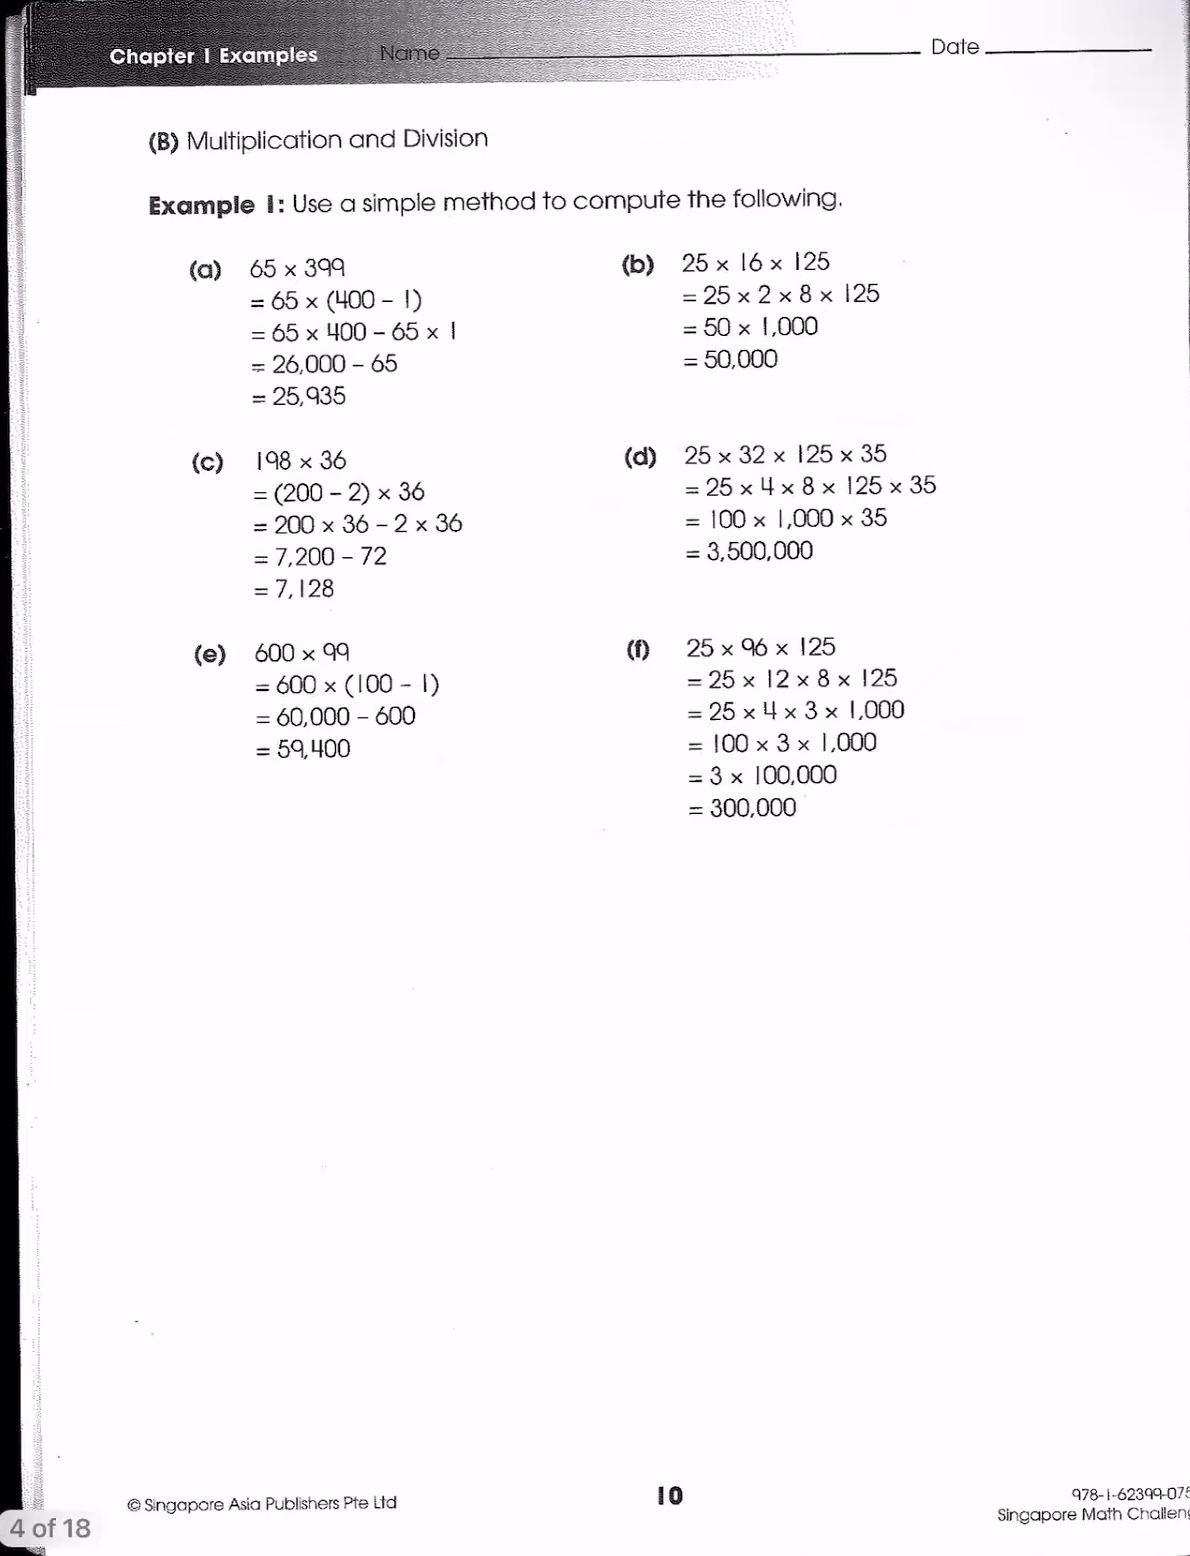 Chapter 1 Examples Name Date
(B) Multiplication and Division
Example 1: Use a simple method to compute the following.
(a) 65 × 399
= 65 × (400 – 1)
= 65 × 400 – 65 × 1
= 26,000 – 65
= 25,935
(b) 25 × 16 × 125
= 25 × 2 × 8 × 125
= 50 × 1,000
= 50,000
(c) 198 × 36
= (200 – 2) × 36
= 200 × 36 – 2 × 36
= 7,200 – 72
= 7,128
(d) 25 × 32 × 125 × 35
= 25 × 4 × 8 × 125 × 35
= 100 × 1,000 × 35
= 3,500,000
(e) 600 × 99
= 600 × (100 – 1)
= 60,000 – 600
= 59,400
(f) 25 × 96 × 125
= 25 × 12 × 8 × 125
= 25 × 4 × 3 × 1,000
= 100 × 3 × 1,000
= 3 × 100,000
= 300,000
© Singapore Asia Publishers Pte Ltd
10
978-1-62399-07
Singapore Math
4 of 18